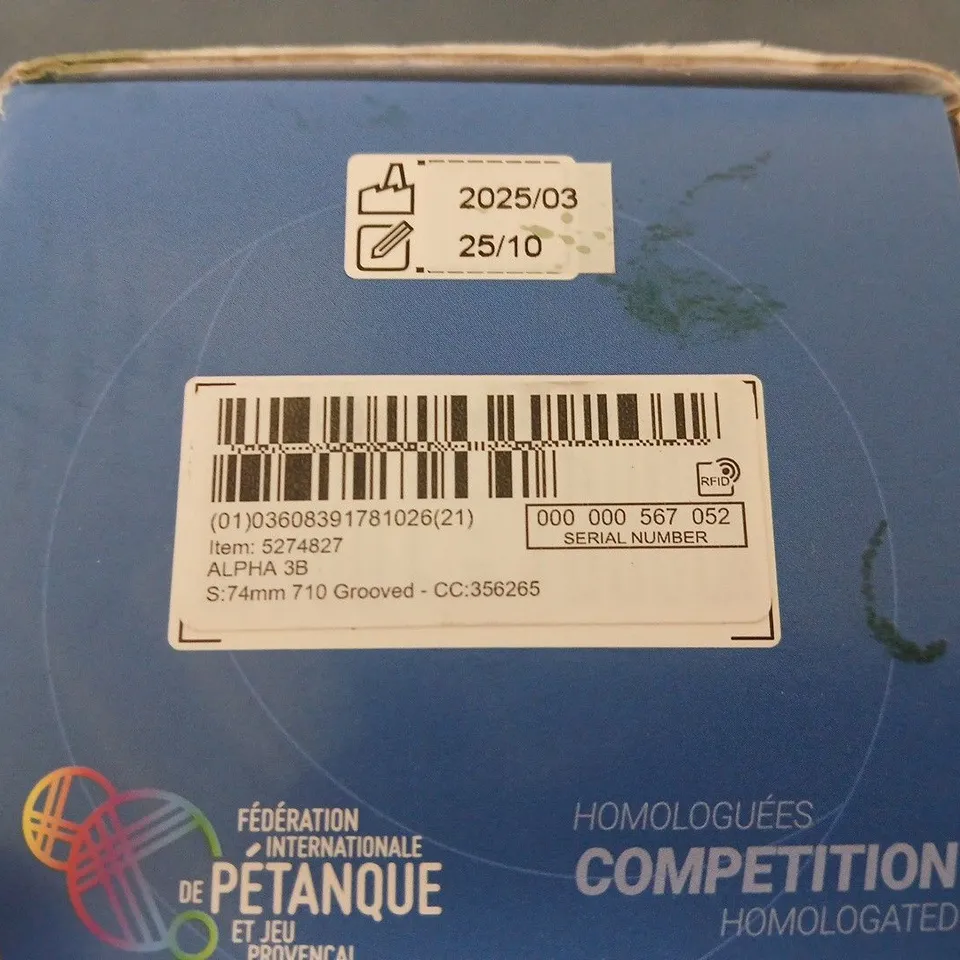 2025/03
25/10
RFID
(01)03608391781026(21)
000 000 567 052
SERIAL NUMBER
Item: 5274827
ALPHA 3B
S:74mm 710 Grooved - CC:356265
FÉDÉRATION
INTERNATIONALE
DE PÉTANQUE
ET JEU
PROVENÇAL
HOMOLOGUÉES
COMPETITION
HOMOLOGATED